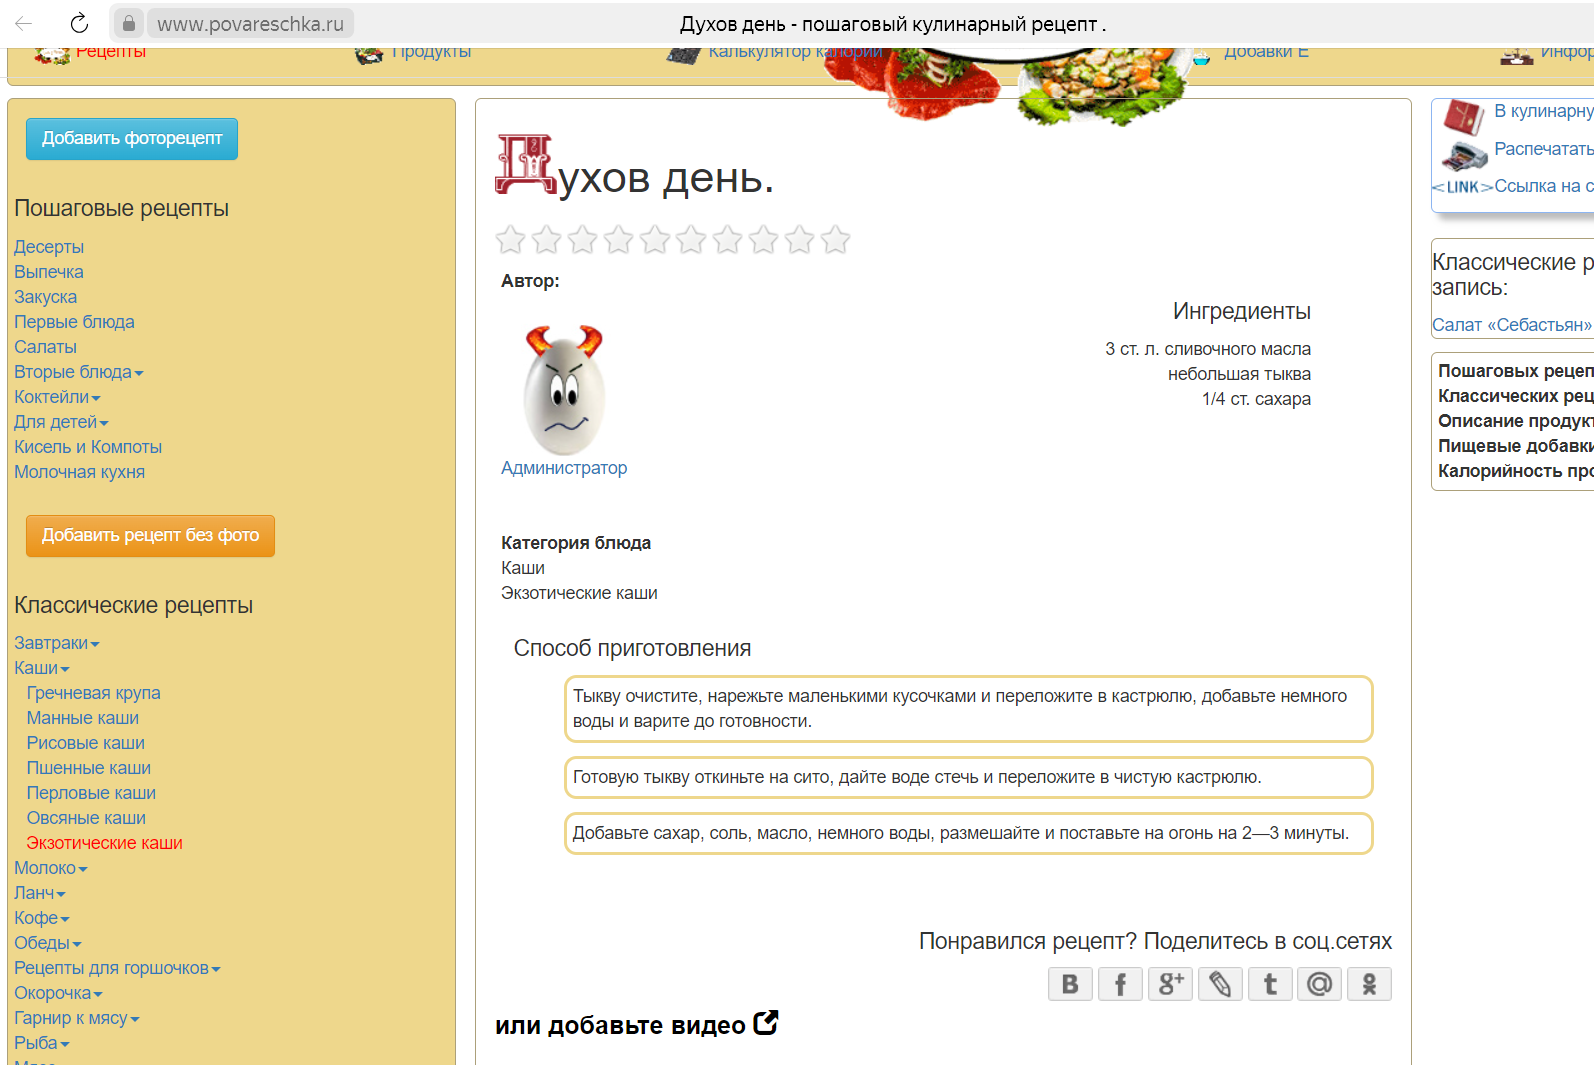 www.povareschka.ru
Духов день - пошаговый кулинарный рецепт .
Рецепты
Продукты
Калькулятор калорий
Добавки Е
Добавить фоторецепт
Пошаговые рецепты
Десерты
Выпечка
Закуска
Первые блюда
Салаты
Вторые блюда
Коктейли
Для детей
Кисель и Компоты
Молочная кухня
Добавить рецепт без фото
Классические рецепты
Завтраки
Каши
Гречневая крупа
Манные каши
Рисовые каши
Пшенные каши
Перловые каши
Овсяные каши
Экзотические каши
Молоко
Ланч
Кофе
Обеды
Рецепты для горшочков
Окорочка
Гарнир к мясу
Рыба
Духов день.
Автор:
Администратор
Ингредиенты
3 ст. л. сливочного масла
небольшая тыква
1/4 ст. сахара
Категория блюда
Каши
Экзотические каши
Способ приготовления
Тыкву очистите, нарежьте маленькими кусочками и переложите в кастрюлю, добавьте немного
воды и варите до готовности.
Готовую тыкву откиньте на сито, дайте воде стечь и переложите в чистую кастрюлю.
Добавьте сахар, соль, масло, немного воды, размешайте и поставьте на огонь на 2—3 минуты.
Понравился рецепт? Поделитесь в соц.сетях
B f g+ t @
или добавьте видео
В кулинарну
Распечатать
<LINK> Ссылка на с
Классические р
запись:
Салат «Себастьян»
Пошаговых рецеп
Классических рец
Описание продукт
Пищевые добавки
Калорийность про